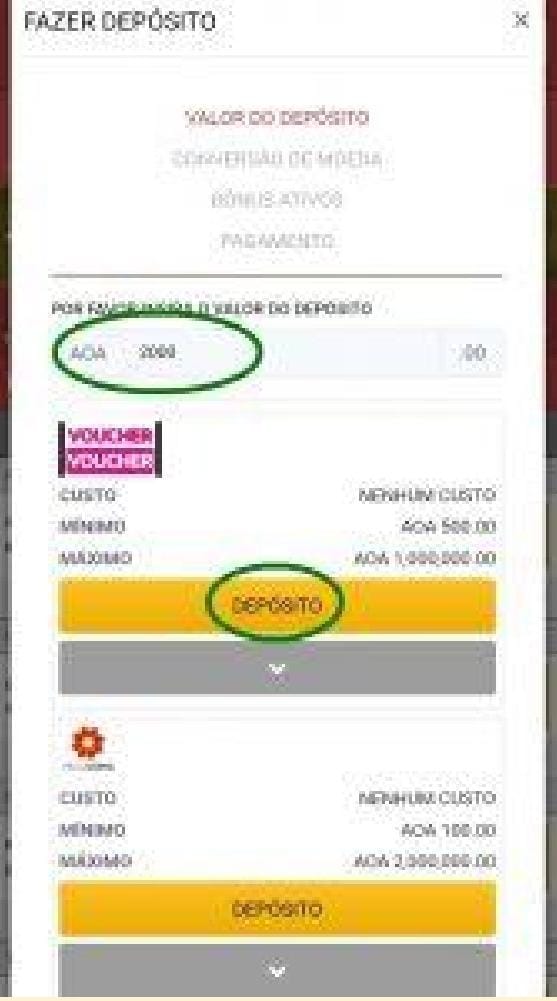 FAZER DEPÓSITO
VALOR DO DEPÓSITO
CONVERSÃO DE MOEDA
BÓNUS ATIVOS
PAGAMENTO
POR FAVOR INSIRA O VALOR DO DEPÓSITO
AOA 2000 .00
VOUCHER
VOUCHER
CUSTO NENHUM CUSTO
MÍNIMO AOA 500.00
MÁXIMO AOA 1,000,000.00
DEPÓSITO
CUSTO NENHUM CUSTO
MÍNIMO AOA 100.00
MÁXIMO AOA 2,000,000.00
DEPÓSITO